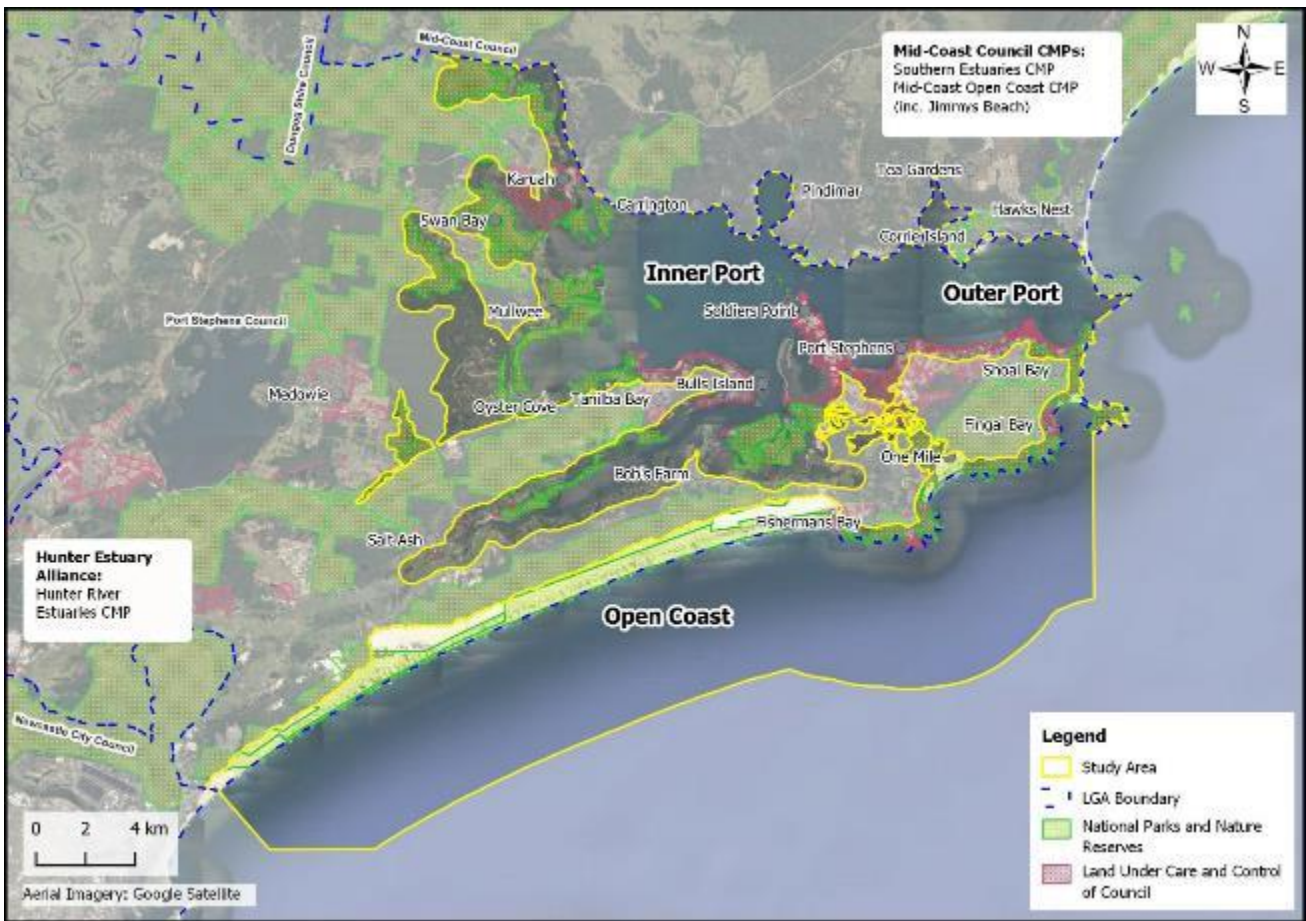 Mid-Coast Council
Mid-Coast Council CMPs:
Southern Estuaries CMP
Mid-Coast Open Coast CMP
(inc. Jimmys Beach)
N
W
E
S
Dungog Shire Council
Karuah
Tea Gardens
Pindimar
Carrington
Swan Bay
Hawks Nest
Corrie Island
Inner Port
Outer Port
Mullwee
Soldiers Point
Port Stephens Council
Port Stephens
Shoal Bay
Medowie
Bulls Island
Oyster Cove
Tanilba Bay
Fingal Bay
One Mile
Bob's Farm
Fishermans Bay
Salt Ash
Hunter Estuary
Alliance:
Hunter River
Estuaries CMP
Open Coast
Newcastle City Council
Legend
Study Area
LGA Boundary
National Parks and Nature
Reserves
Land Under Care and Control
of Council
0 2 4 km
Aerial Imagery: Google Satellite